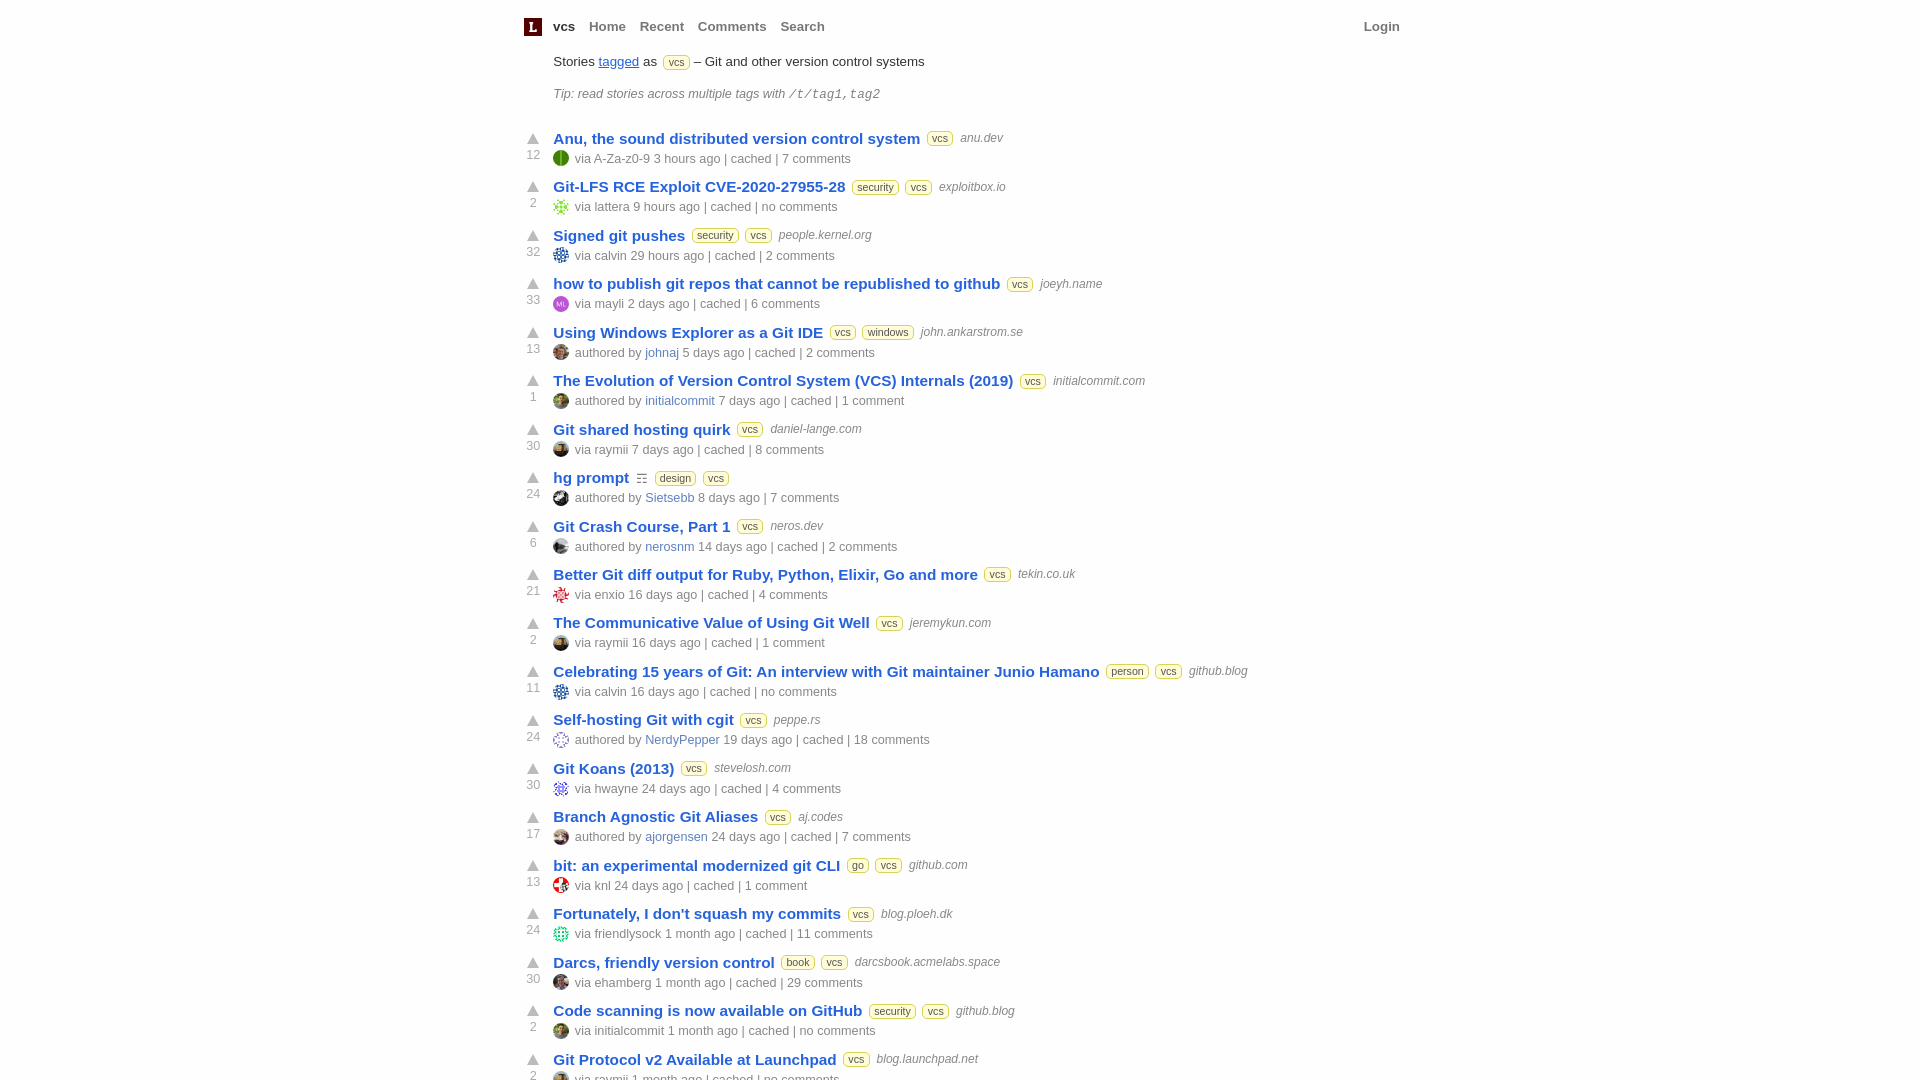 L vcs Home Recent Comments Search Login
Stories tagged as vcs – Git and other version control systems
Tip: read stories across multiple tags with /t/tag1,tag2
Anu, the sound distributed version control system vcs anu.dev
12 via A-Za-z0-9 3 hours ago | cached | 7 comments
Git-LFS RCE Exploit CVE-2020-27955-28 security vcs exploitbox.io
2 via lattera 9 hours ago | cached | no comments
Signed git pushes security vcs people.kernel.org
32 via calvin 29 hours ago | cached | 2 comments
how to publish git repos that cannot be republished to github vcs joeyh.name
33 ML via mayli 2 days ago | cached | 6 comments
Using Windows Explorer as a Git IDE vcs windows john.ankarstrom.se
13 authored by johnaj 5 days ago | cached | 2 comments
The Evolution of Version Control System (VCS) Internals (2019) vcs initialcommit.com
1 authored by initialcommit 7 days ago | cached | 1 comment
Git shared hosting quirk vcs daniel-lange.com
30 via raymii 7 days ago | cached | 8 comments
hg prompt ☶ design vcs
24 authored by Sietsebb 8 days ago | 7 comments
Git Crash Course, Part 1 vcs neros.dev
6 authored by nerosnm 14 days ago | cached | 2 comments
Better Git diff output for Ruby, Python, Elixir, Go and more vcs tekin.co.uk
21 via enxio 16 days ago | cached | 4 comments
The Communicative Value of Using Git Well vcs jeremykun.com
2 via raymii 16 days ago | cached | 1 comment
Celebrating 15 years of Git: An interview with Git maintainer Junio Hamano person vcs github.blog
11 via calvin 16 days ago | cached | no comments
Self-hosting Git with cgit vcs peppe.rs
24 authored by NerdyPepper 19 days ago | cached | 18 comments
Git Koans (2013) vcs stevelosh.com
30 via hwayne 24 days ago | cached | 4 comments
Branch Agnostic Git Aliases vcs aj.codes
17 authored by ajorgensen 24 days ago | cached | 7 comments
bit: an experimental modernized git CLI go vcs github.com
13 via knl 24 days ago | cached | 1 comment
Fortunately, I don't squash my commits vcs blog.ploeh.dk
24 via friendlysock 1 month ago | cached | 11 comments
Darcs, friendly version control book vcs darcsbook.acmelabs.space
30 via ehamberg 1 month ago | cached | 29 comments
Code scanning is now available on GitHub security vcs github.blog
2 via initialcommit 1 month ago | cached | no comments
Git Protocol v2 Available at Launchpad vcs blog.launchpad.net
2 via raymii 1 month ago | cached | no comments